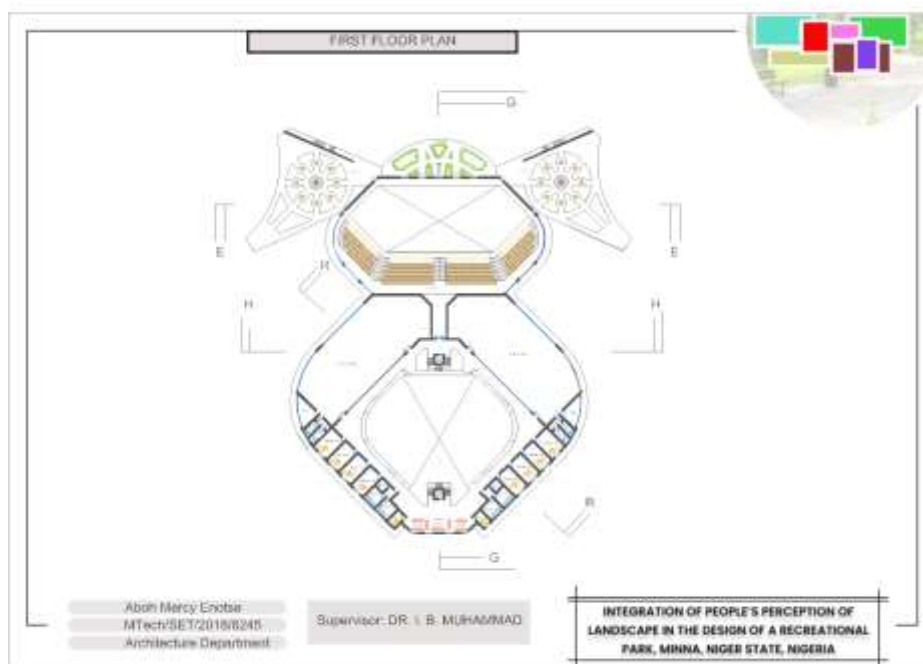 FIRST FLOOR PLAN
G
E
E
R
H
H
R
G
Aboh Mercy Enotse
MTech/SET/2018/8245
Architecture Department
Supervisor: DR. I. B. MUHAMMAD
INTEGRATION OF PEOPLE'S PERCEPTION OF
LANDSCAPE IN THE DESIGN OF A RECREATIONAL
PARK, MINNA, NIGER STATE, NIGERIA